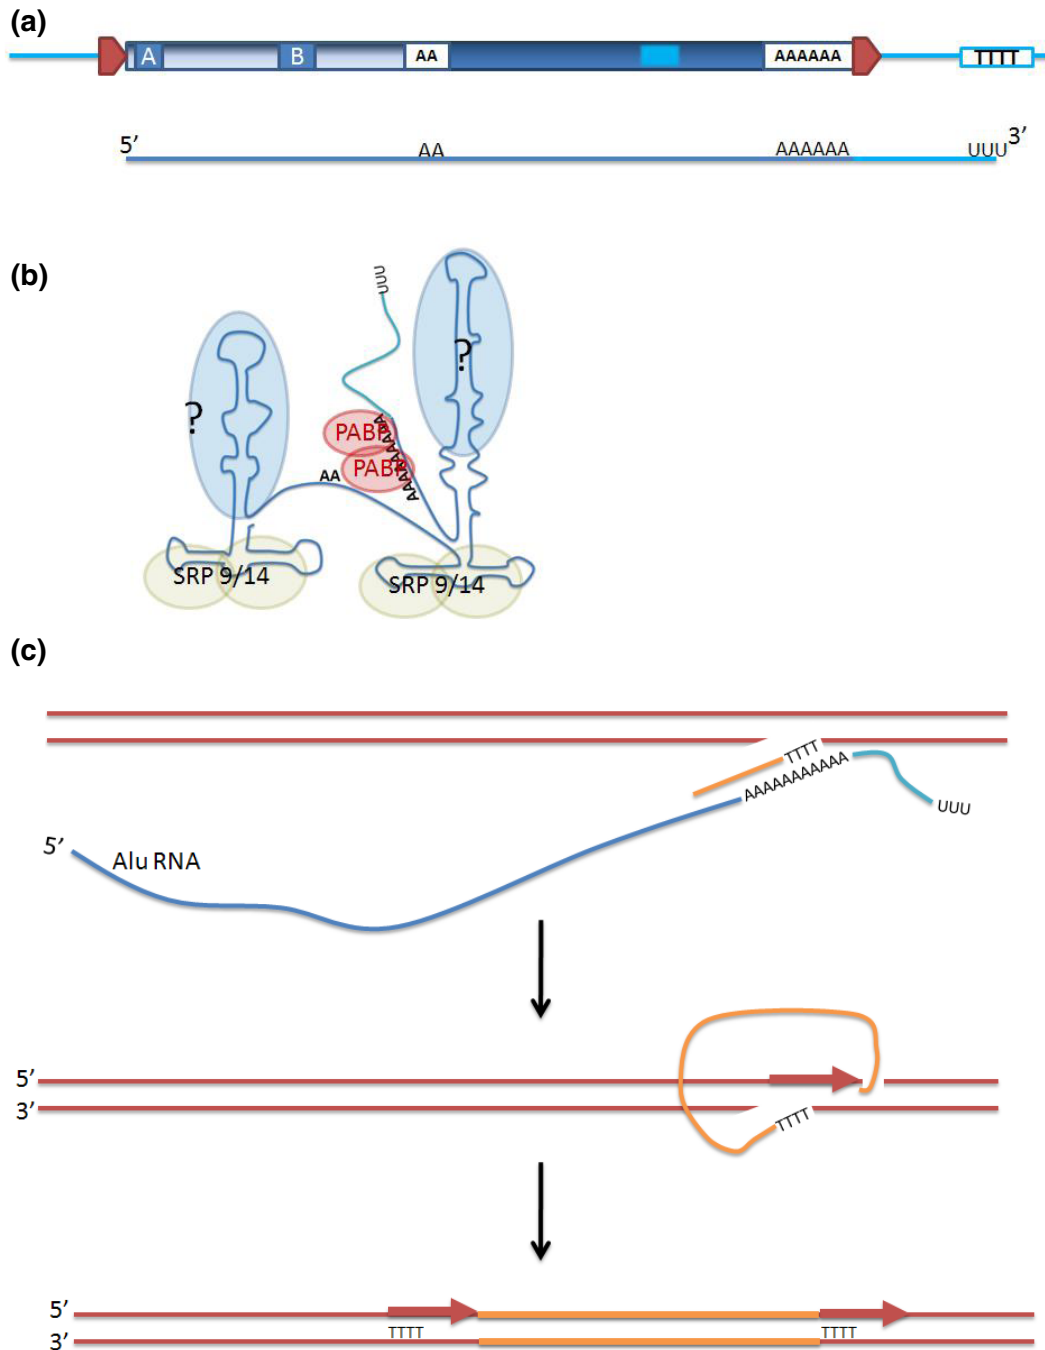 (a)
A B AA AAAAAA TTTT
5’ AA AAAAAA UUU 3’
(b)
UUU
?
?
PABP
PABP
AA
SRP 9/14
SRP 9/14
(c)
TTTT
AAAAAAAAAAA
UUU
5’
Alu RNA
5’
3’
TTTT
5’
TTTT TTTT
3’